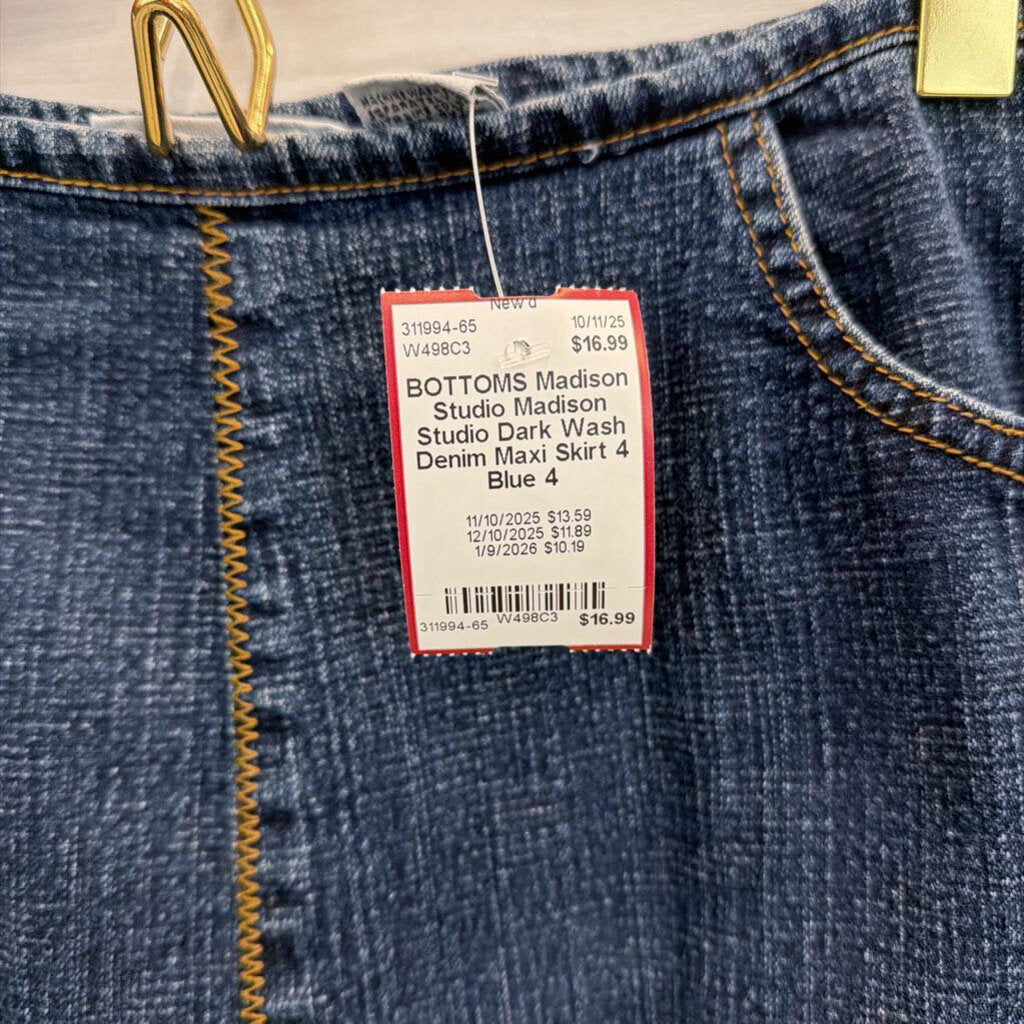 New'd
311994-65 10/11/25
W498C3 $16.99
BOTTOMS Madison
Studio Madison
Studio Dark Wash
Denim Maxi Skirt 4
Blue 4
11/10/2025 $13.59
12/10/2025 $11.89
1/9/2026 $10.19
311994-65 W498C3 $16.99